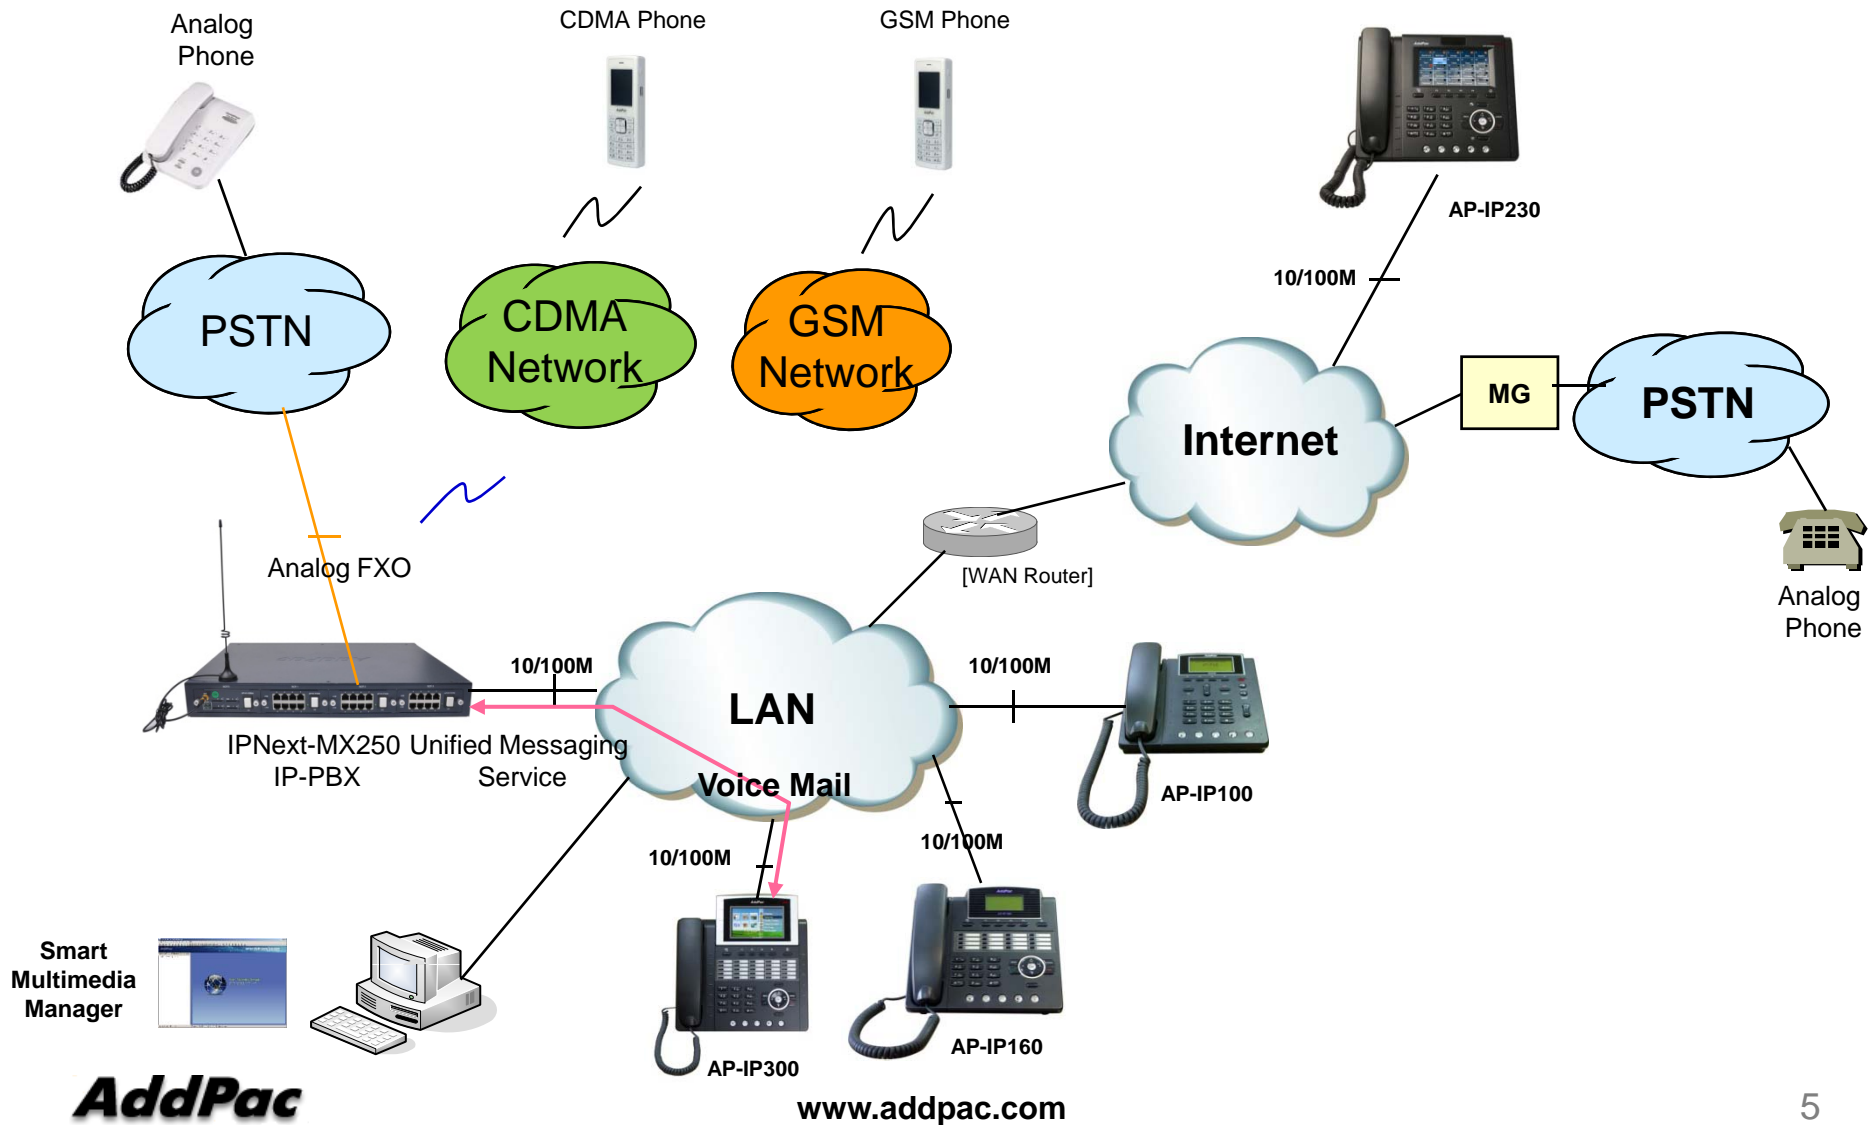 Analog
Phone
CDMA Phone
GSM Phone
AP-IP230
10/100M
PSTN
CDMA
Network
GSM
Network
MG
PSTN
Internet
Analog FXO
[WAN Router]
Analog
Phone
10/100M
10/100M
LAN
IPNext-MX250
IP-PBX
Unified Messaging
Service
Voice Mail
AP-IP100
10/100M
10/100M
Smart
Multimedia
Manager
AP-IP300
AP-IP160
AddPac
www.addpac.com
5